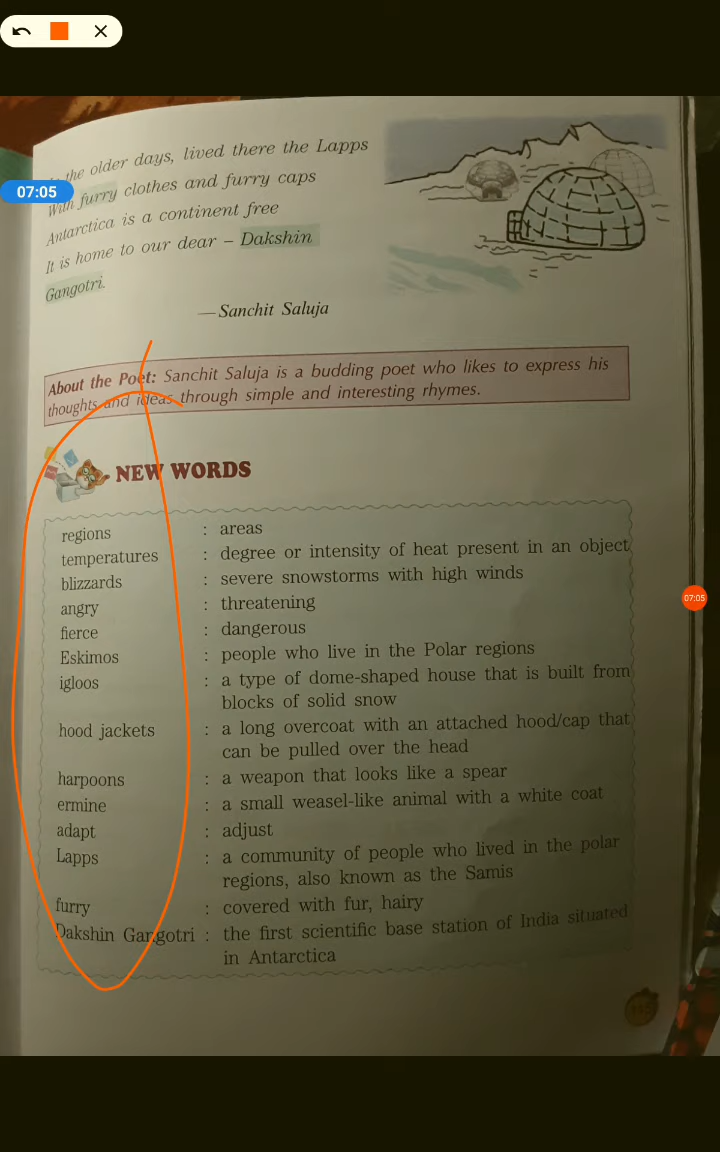 07:05
the older days, lived there the Lapps
With furry clothes and furry caps
Antarctica is a continent free
It is home to our dear – Dakshin
Gangotri.
—Sanchit Saluja
About the Poet: Sanchit Saluja is a budding poet who likes to express his
thoughts and ideas through simple and interesting rhymes.
NEW WORDS
regions : areas
temperatures : degree or intensity of heat present in an object
blizzards : severe snowstorms with high winds
angry : threatening
fierce : dangerous
Eskimos : people who live in the Polar regions
igloos : a type of dome-shaped house that is built from
blocks of solid snow
hood jackets : a long overcoat with an attached hood/cap that
can be pulled over the head
harpoons : a weapon that looks like a spear
ermine : a small weasel-like animal with a white coat
adapt : adjust
Lapps : a community of people who lived in the polar
regions, also known as the Samis
furry : covered with fur, hairy
Dakshin Gangotri : the first scientific base station of India situated
in Antarctica
07:05